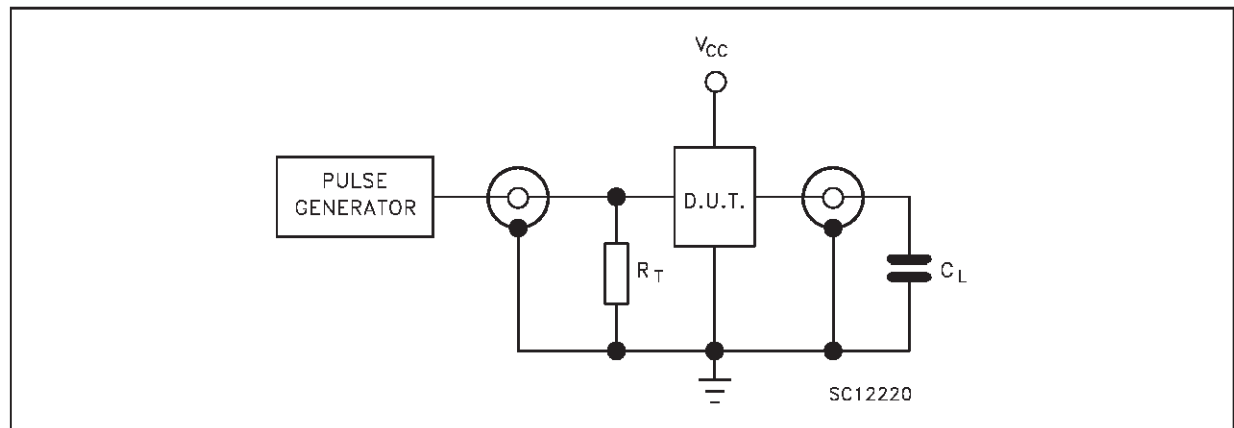 VCC
PULSE
GENERATOR
D.U.T.
RT
CL
SC12220